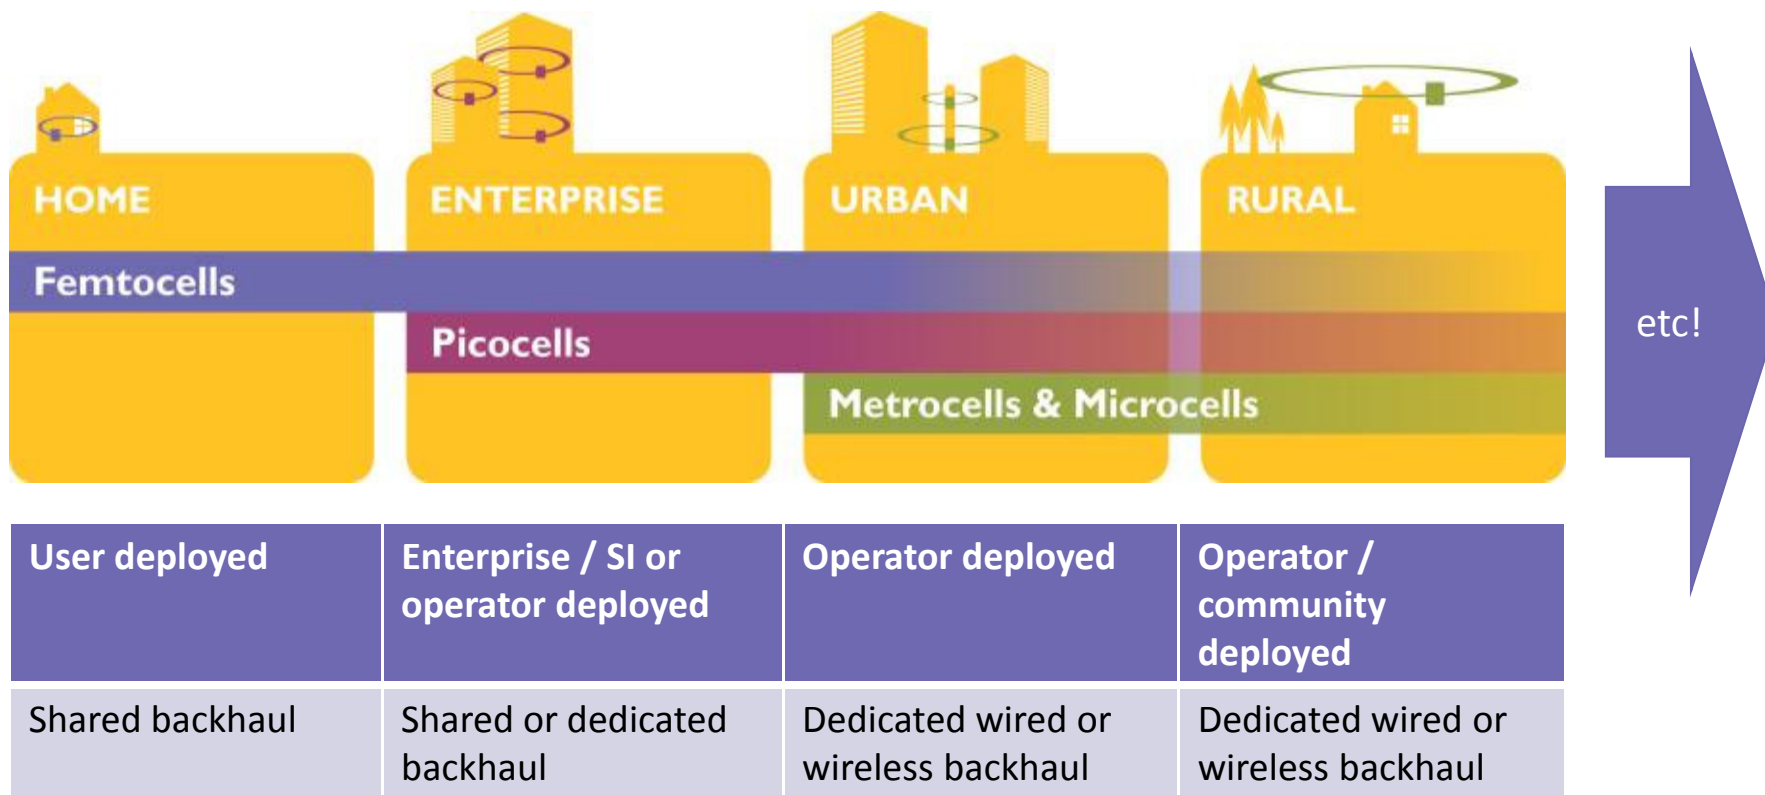 HOME
ENTERPRISE
URBAN
RURAL
Femtocells
Picocells
Metrocells & Microcells
etc!
User deployed
Enterprise / SI or
operator deployed
Operator deployed
Operator /
community
deployed
Shared backhaul
Shared or dedicated
backhaul
Dedicated wired or
wireless backhaul
Dedicated wired or
wireless backhaul